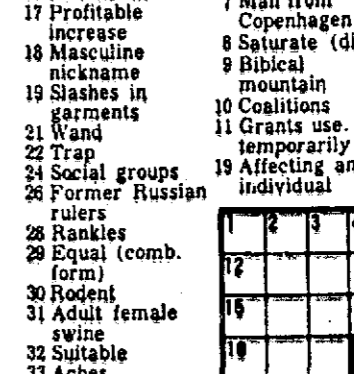 17 Profitable
increase
18 Masculine
nickname
19 Slashes in
garments
21 Wand
22 Trap
24 Social groups
26 Former Russian
rulers
28 Rankles
29 Equal (comb.
form)
30 Rodent
31 Adult female
swine
32 Suitable
33 Aches
7 Man from
Copenhagen
8 Saturate
9 Biblical
mountain
10 Coalitions
11 Grants use.
temporarily
19 Affecting an
individual
1 2 3
12
15
18